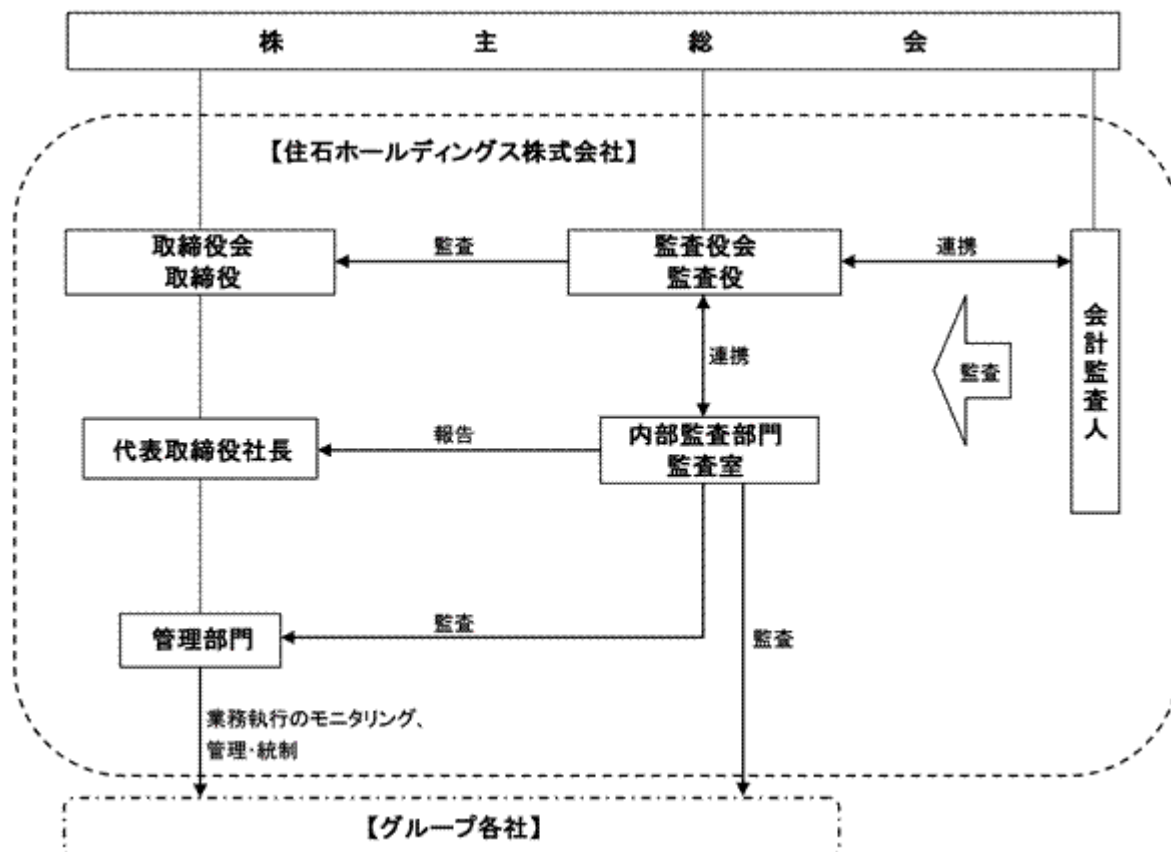 株主総会
【住石ホールディングス株式会社】
取締役会
取締役
監査
監査役会
監査役
連携
会計監査人
連携
監査
代表取締役社長
報告
内部監査部門
監査室
管理部門
監査
監査
業務執行のモニタリング、
管理・統制
【グループ各社】